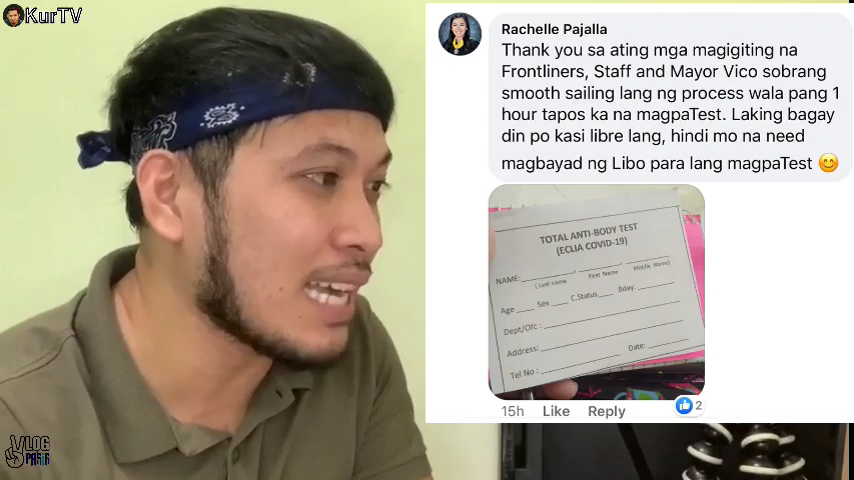 KurTV
Rachelle Pajalla
Thank you sa ating mga magigiting na
Frontliners, Staff and Mayor Vico sobrang
smooth sailing lang ng process wala pang 1
hour tapos ka na magpaTest. Laking bagay
din po kasi libre lang, hindi mo na need
magbayad ng Libo para lang magpaTest 😊
TOTAL ANTI-BODY TEST
(ECLIA COVID-19)
NAME:
( Last name First Name Middle Name)
Age Sex C.Status Bday:
Dept/Ofc :
Address:
Date:
Tel No :
15h Like Reply 2
VLOG